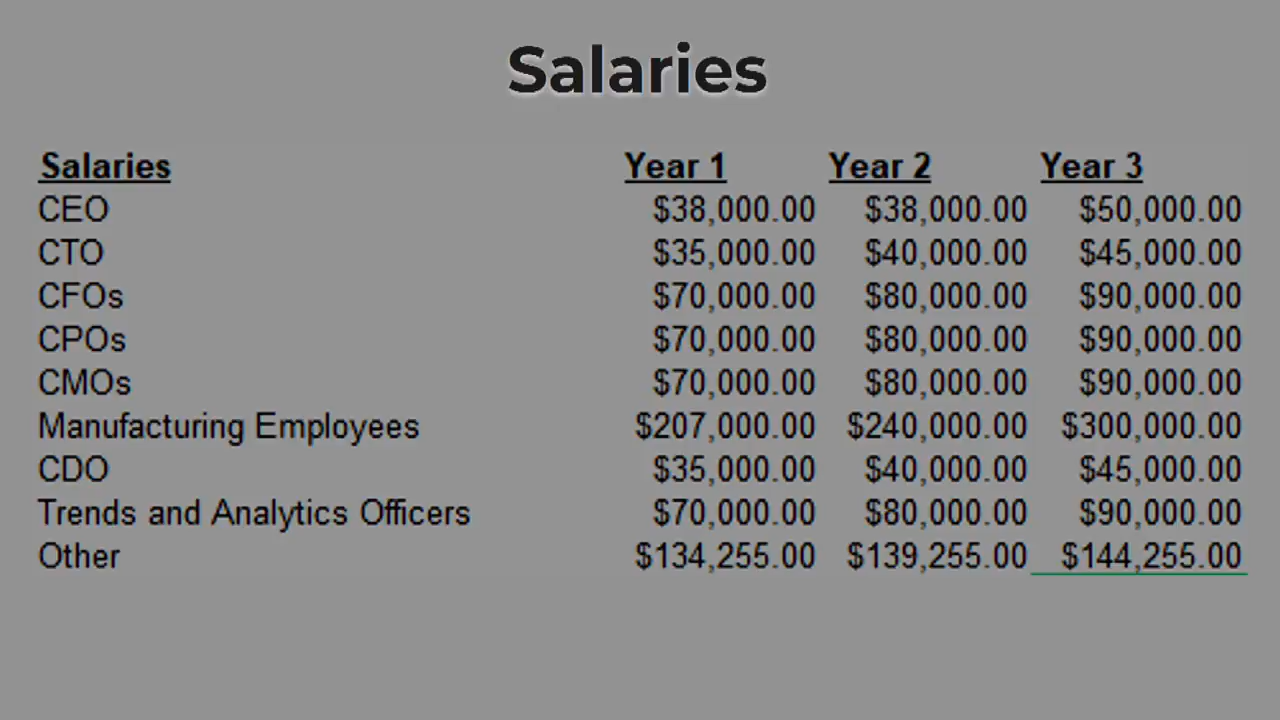 Salaries
Salaries Year 1 Year 2 Year 3
CEO $38,000.00 $38,000.00 $50,000.00
CTO $35,000.00 $40,000.00 $45,000.00
CFOs $70,000.00 $80,000.00 $90,000.00
CPOs $70,000.00 $80,000.00 $90,000.00
CMOs $70,000.00 $80,000.00 $90,000.00
Manufacturing Employees $207,000.00 $240,000.00 $300,000.00
CDO $35,000.00 $40,000.00 $45,000.00
Trends and Analytics Officers $70,000.00 $80,000.00 $90,000.00
Other $134,255.00 $139,255.00 $144,255.00